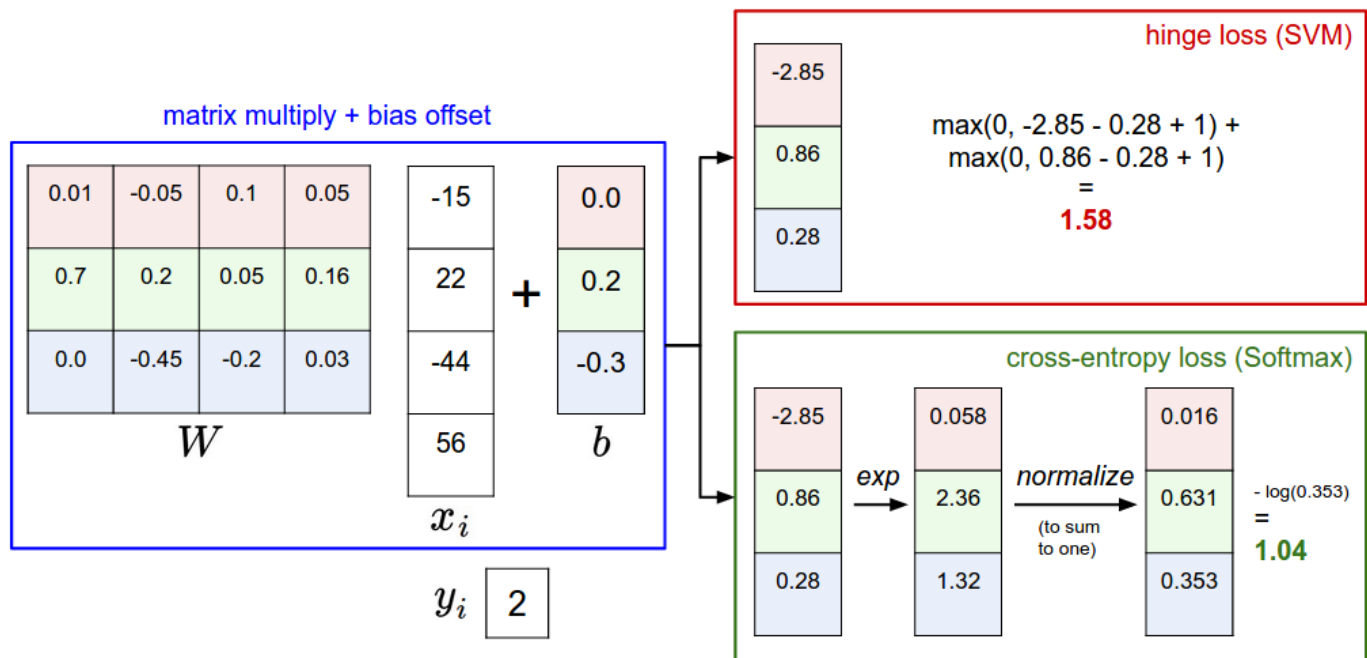 matrix multiply + bias offset
0.01 -0.05 0.1 0.05
0.7 0.2 0.05 0.16
0.0 -0.45 -0.2 0.03
W
-15
22
-44
56
x_i
+
0.0
0.2
-0.3
b
y_i 2
hinge loss (SVM)
-2.85
0.86
0.28
max(0, -2.85 - 0.28 + 1) +
max(0, 0.86 - 0.28 + 1)
=
1.58
cross-entropy loss (Softmax)
-2.85
0.86
0.28
exp
0.058
2.36
1.32
normalize
(to sum
to one)
0.016
0.631
0.353
- log(0.353)
=
1.04